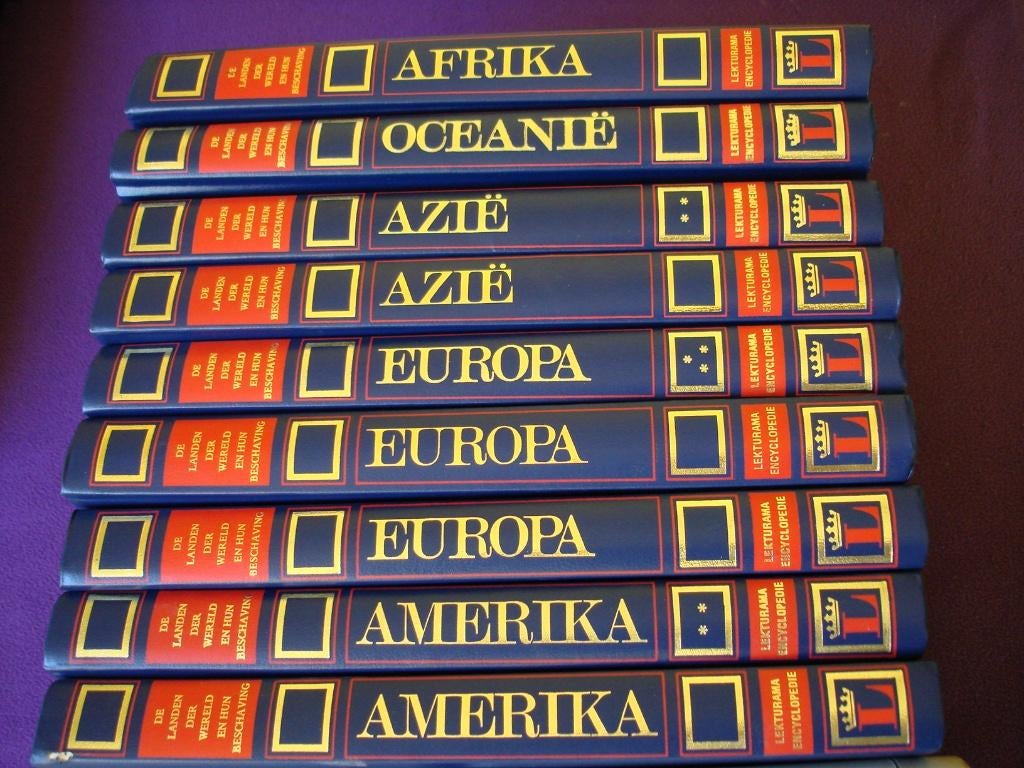 DE
LANDEN
DER
WERELD
EN HUN
BESCHAVING
AFRIKA
LEKTURAMA
ENCYCLOPEDIE
L
DE
LANDEN
DER
WERELD
EN HUN
BESCHAVING
OCEANIË
LEKTURAMA
ENCYCLOPEDIE
L
DE
LANDEN
DER
WERELD
EN HUN
BESCHAVING
AZIË
**
LEKTURAMA
ENCYCLOPEDIE
L
DE
LANDEN
DER
WERELD
EN HUN
BESCHAVING
AZIË
LEKTURAMA
ENCYCLOPEDIE
L
DE
LANDEN
DER
WERELD
EN HUN
BESCHAVING
EUROPA
***
LEKTURAMA
ENCYCLOPEDIE
L
DE
LANDEN
DER
WERELD
EN HUN
BESCHAVING
EUROPA
LEKTURAMA
ENCYCLOPEDIE
L
DE
LANDEN
DER
WERELD
EN HUN
BESCHAVING
EUROPA
LEKTURAMA
ENCYCLOPEDIE
L
DE
LANDEN
DER
WERELD
EN HUN
BESCHAVING
AMERIKA
**
LEKTURAMA
ENCYCLOPEDIE
L
DE
LANDEN
DER
WERELD
EN HUN
BESCHAVING
AMERIKA
LEKTURAMA
ENCYCLOPEDIE
L